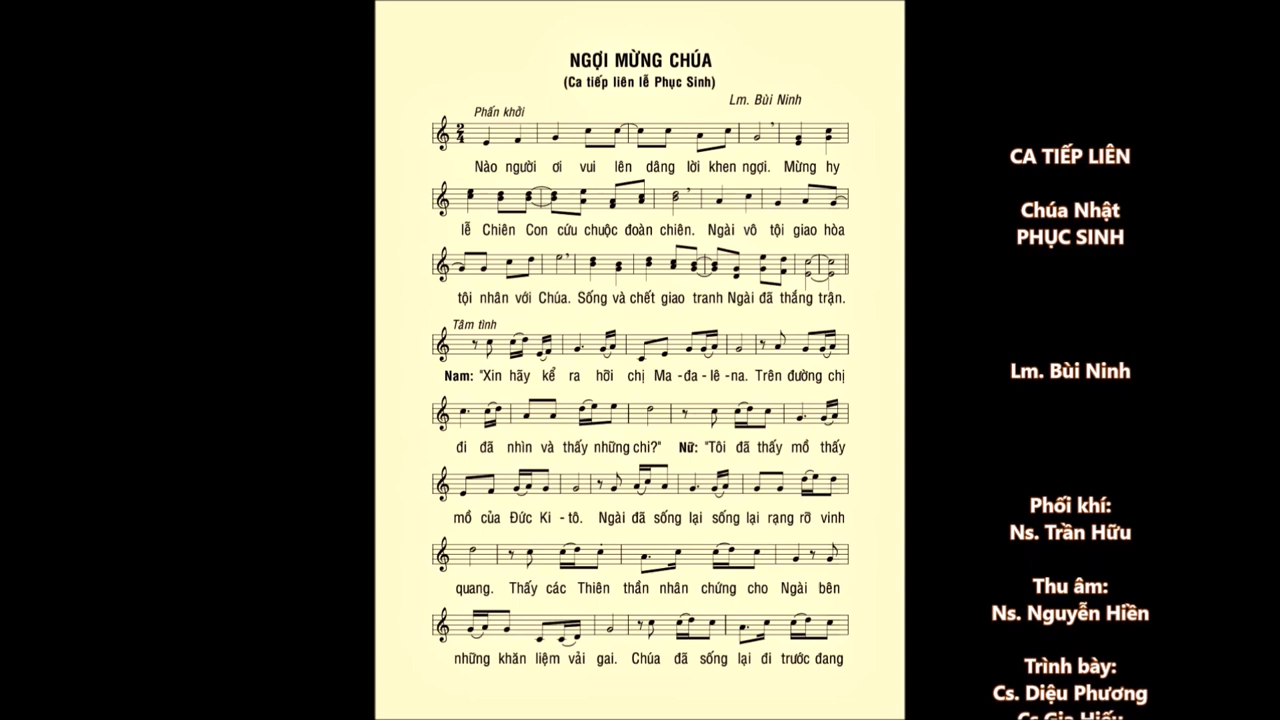 NGỢI MỪNG CHÚA
(Ca tiếp liên lễ Phục Sinh)
Lm. Bùi Ninh
Phấn khởi
Nào người ơi vui lên dâng lời khen ngợi. Mừng hy
lễ Chiên Con cứu chuộc đoàn chiên. Ngài vô tội giao hòa
tội nhân với Chúa. Sống và chết giao tranh Ngài đã thắng trận.
Tâm tình
Nam: "Xin hãy kể ra hỡi chị Ma-đa-lê-na. Trên đường chị
đi đã nhìn và thấy những chi?" Nữ: "Tôi đã thấy mồ thấy
mồ của Đức Ki-tô. Ngài đã sống lại sống lại rạng rỡ vinh
quang. Thấy các Thiên thần nhân chứng cho Ngài bên
những khăn liệm vải gai. Chúa đã sống lại đi trước đang
CA TIẾP LIÊN
Chúa Nhật
PHỤC SINH
Lm. Bùi Ninh
Phối khí:
Ns. Trần Hữu
Thu âm:
Ns. Nguyễn Hiền
Trình bày:
Cs. Diệu Phương
Cs Gia Hiếu